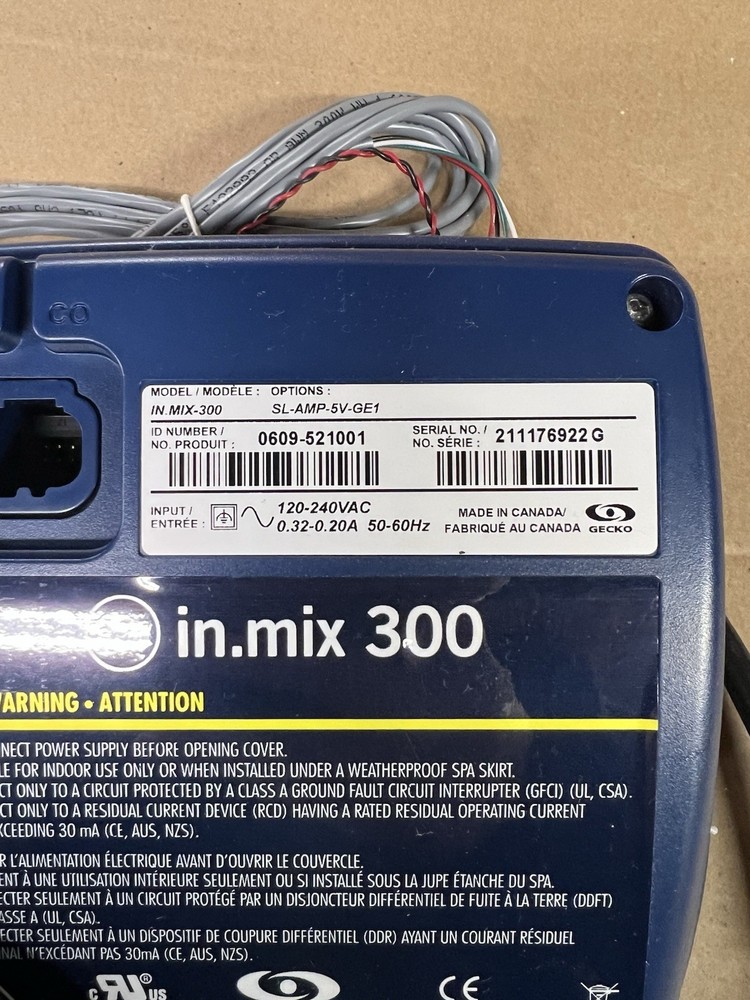 CO
MODEL / MODÈLE : OPTIONS :
IN.MIX-300 SL-AMP-5V-GE1
ID NUMBER / NO. PRODUIT : 0609-521001
SERIAL NO. / NO. SÉRIE : 211176922G
INPUT / ENTRÉE : 120-240VAC
0.32-0.20A 50-60Hz
MADE IN CANADA/
FABRIQUÉ AU CANADA
GECKO
in.mix 300
ARNING • ATTENTION
NECT POWER SUPPLY BEFORE OPENING COVER.
LE FOR INDOOR USE ONLY OR WHEN INSTALLED UNDER A WEATHERPROOF SPA SKIRT.
CT ONLY TO A CIRCUIT PROTECTED BY A CLASS A GROUND FAULT CIRCUIT INTERRUPTER (GFCI) (UL, CSA).
CT ONLY TO A RESIDUAL CURRENT DEVICE (RCD) HAVING A RATED RESIDUAL OPERATING CURRENT
XCEEDING 30 mA (CE, AUS, NZS).
R L'ALIMENTATION ÉLECTRIQUE AVANT D'OUVRIR LE COUVERCLE.
ENT À UNE UTILISATION INTÉRIEURE SEULEMENT OU SI INSTALLÉ SOUS LA JUPE ÉTANCHE DU SPA.
ECTER SEULEMENT À UN CIRCUIT PROTÉGÉ PAR UN DISJONCTEUR DIFFÉRENTIEL DE FUITE À LA TERRE (DDFT)
ASSE A (UL, CSA).
ECTER SEULEMENT À UN DISPOSITIF DE COUPURE DIFFÉRENTIEL (DDR) AYANT UN COURANT RÉSIDUEL
NAL N'EXCÉDANT PAS 30mA (CE, AUS, NZS).
c RU® US CE